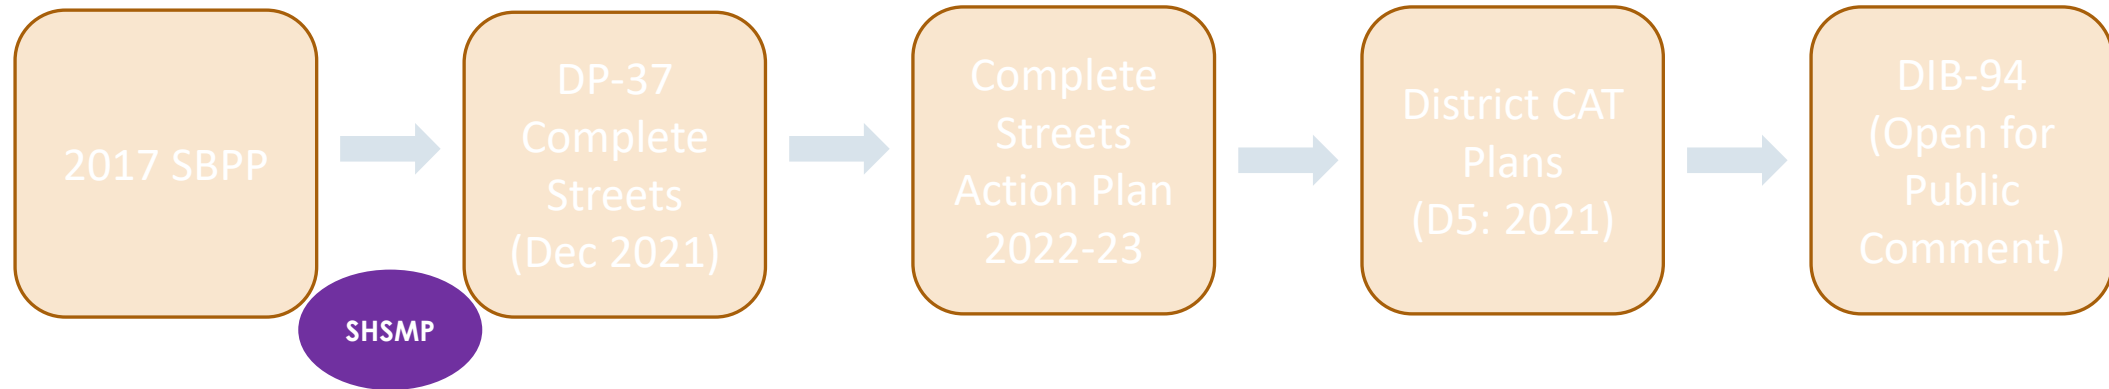 2017 SBPP
DP-37
Complete
Streets
(Dec 2021)
Complete
Streets
Action Plan
2022-23
District CAT
Plans
(D5: 2021)
DIB-94
(Open for
Public
Comment)
SHSMP